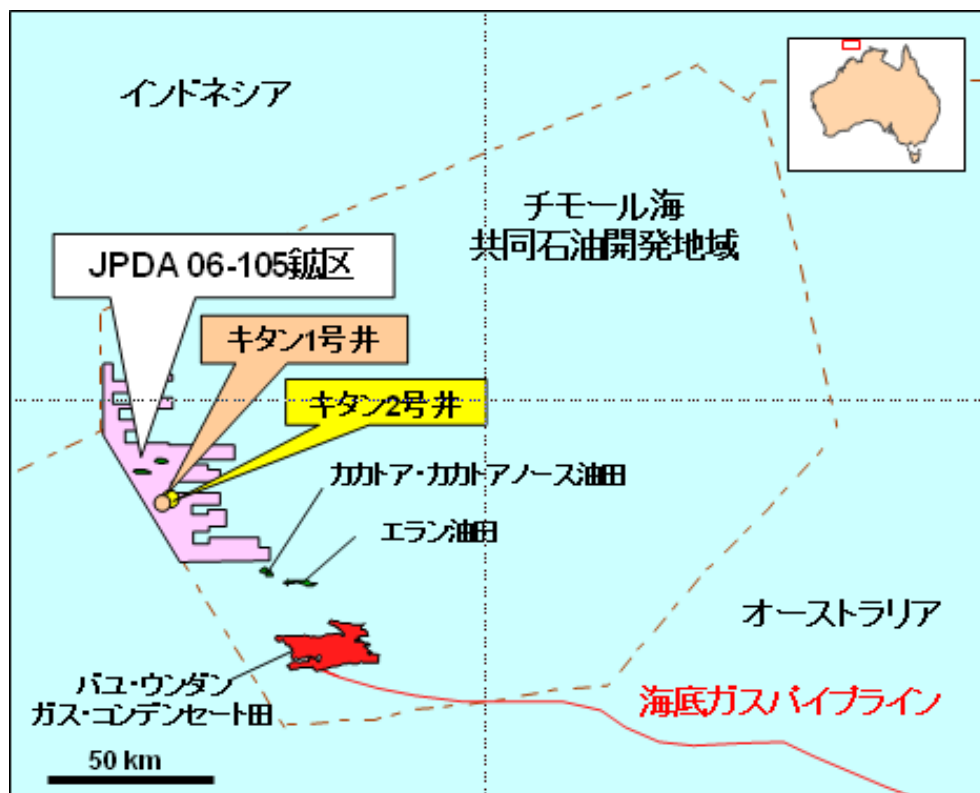 インドネシア
チモール海
共同石油開発地域
JPDA 06-105鉱区
キタン1号井
キタン2号井
カカトア・カカトアノース油田
エラン油田
オーストラリア
バユ・ウンダン
ガス・コンデンセート田
海底ガスパイプライン
50 km